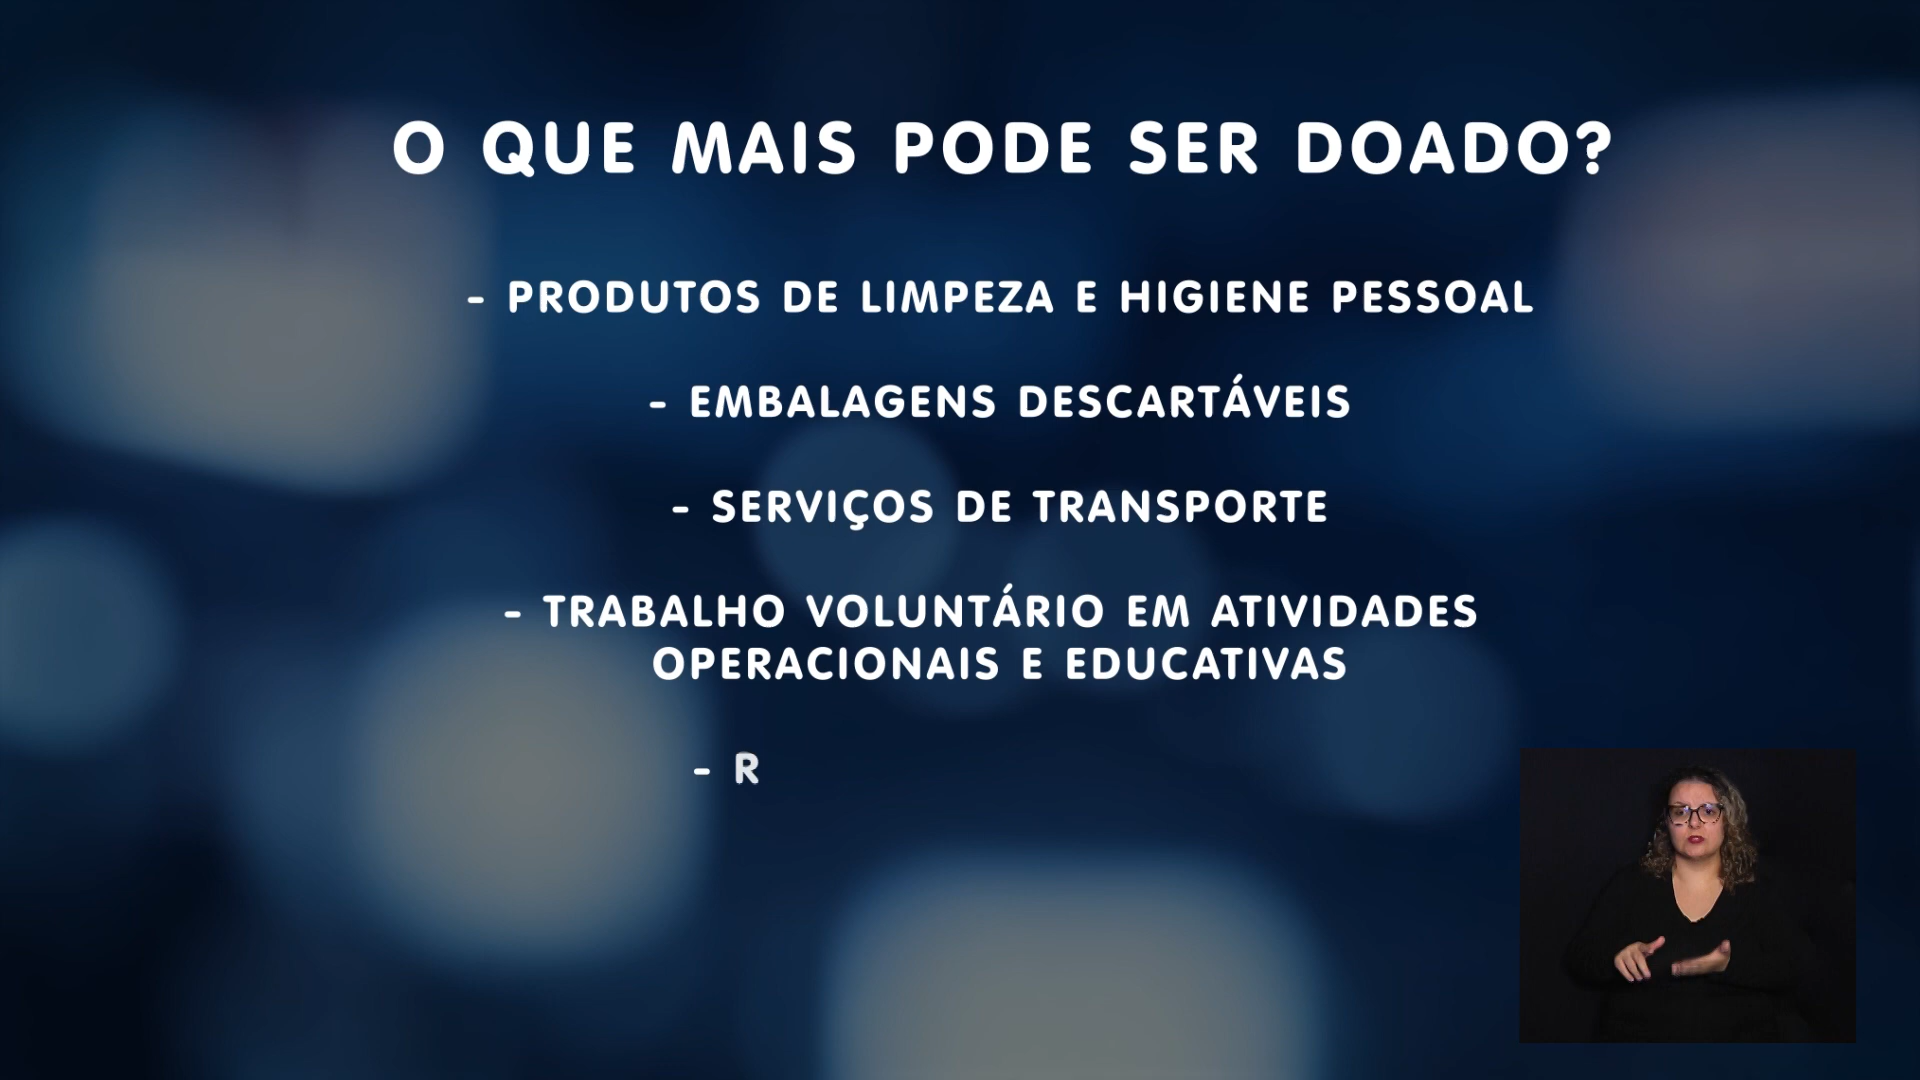 O QUE MAIS PODE SER DOADO?
- PRODUTOS DE LIMPEZA E HIGIENE PESSOAL
- EMBALAGENS DESCARTÁVEIS
- SERVIÇOS DE TRANSPORTE
- TRABALHO VOLUNTÁRIO EM ATIVIDADES
OPERACIONAIS E EDUCATIVAS
- R